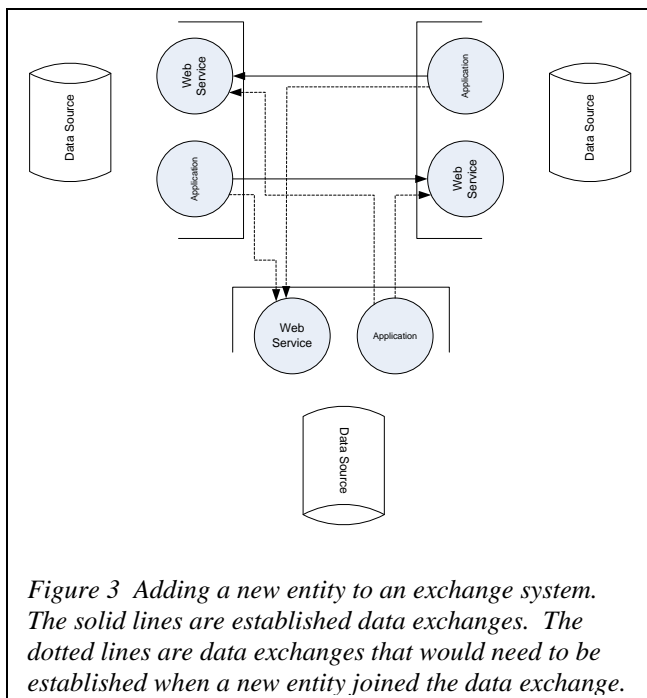 Web
Service
Application
Data Source
Data Source
Application
Web
Service
Web
Service
Application
Data Source
Figure 3 Adding a new entity to an exchange system.
The solid lines are established data exchanges. The
dotted lines are data exchanges that would need to be
established when a new entity joined the data exchange.